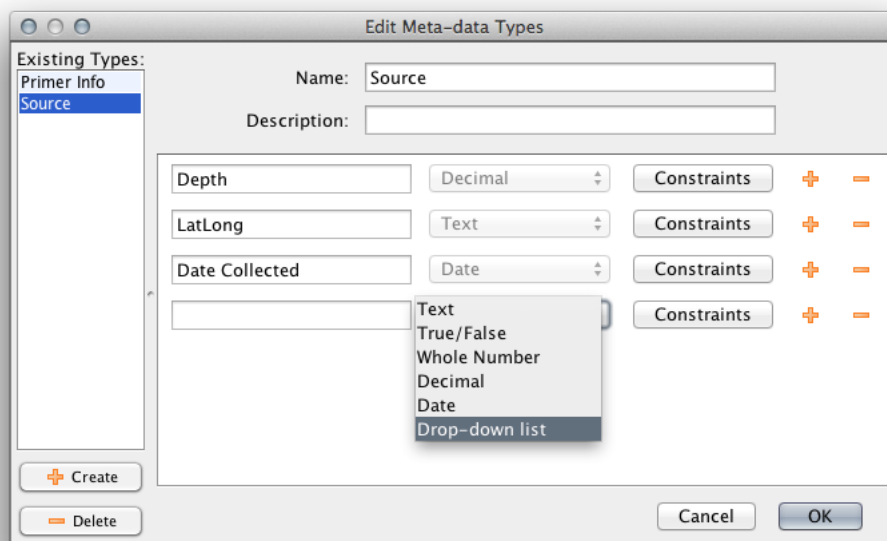 Edit Meta-data Types
Existing Types:
Primer Info
Source
Name: Source
Description:
Depth Decimal Constraints
LatLong Text Constraints
Date Collected Date Constraints
Constraints
Text
True/False
Whole Number
Decimal
Date
Drop-down list
Create
Delete
Cancel OK